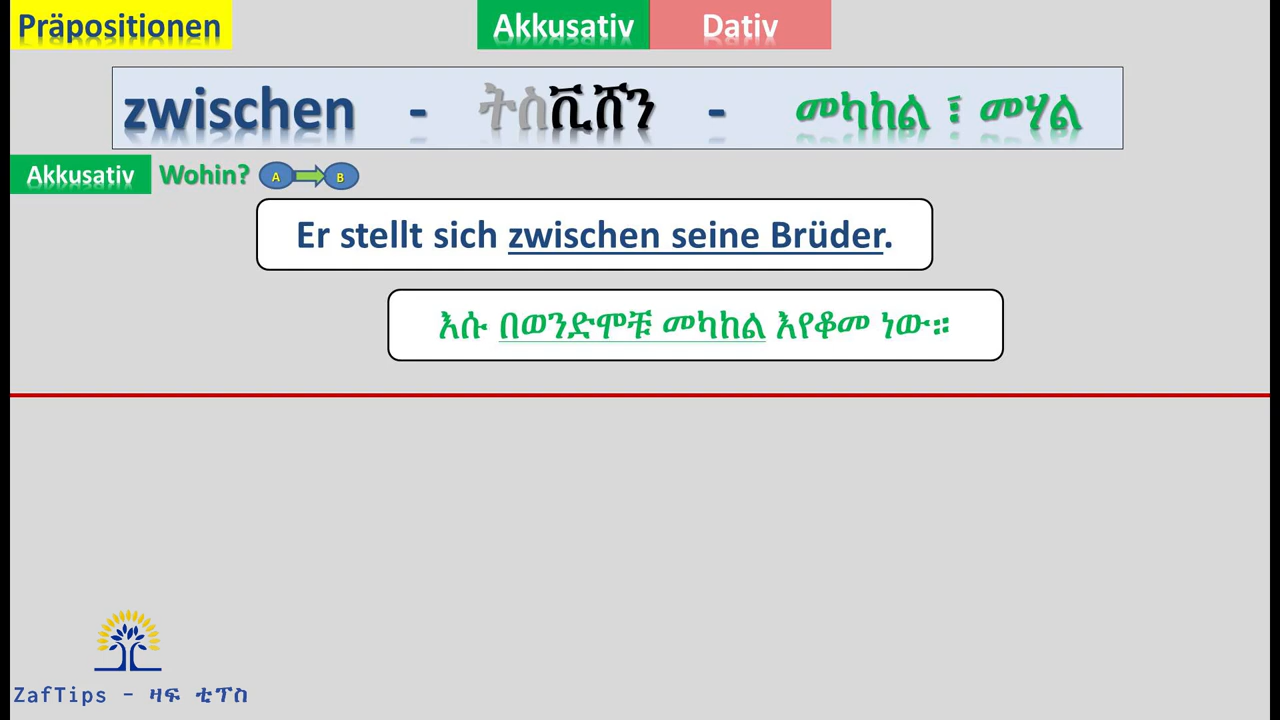 Präpositionen
Akkusativ Dativ
zwischen - ትስቪሸን - መካከል ፣ መሃል
Akkusativ Wohin? A B
Er stellt sich zwischen seine Brüder.
እሱ በወንድሞቹ መካከል እየቆመ ነው።
ZafTips - ዛፍ ቲፕስ